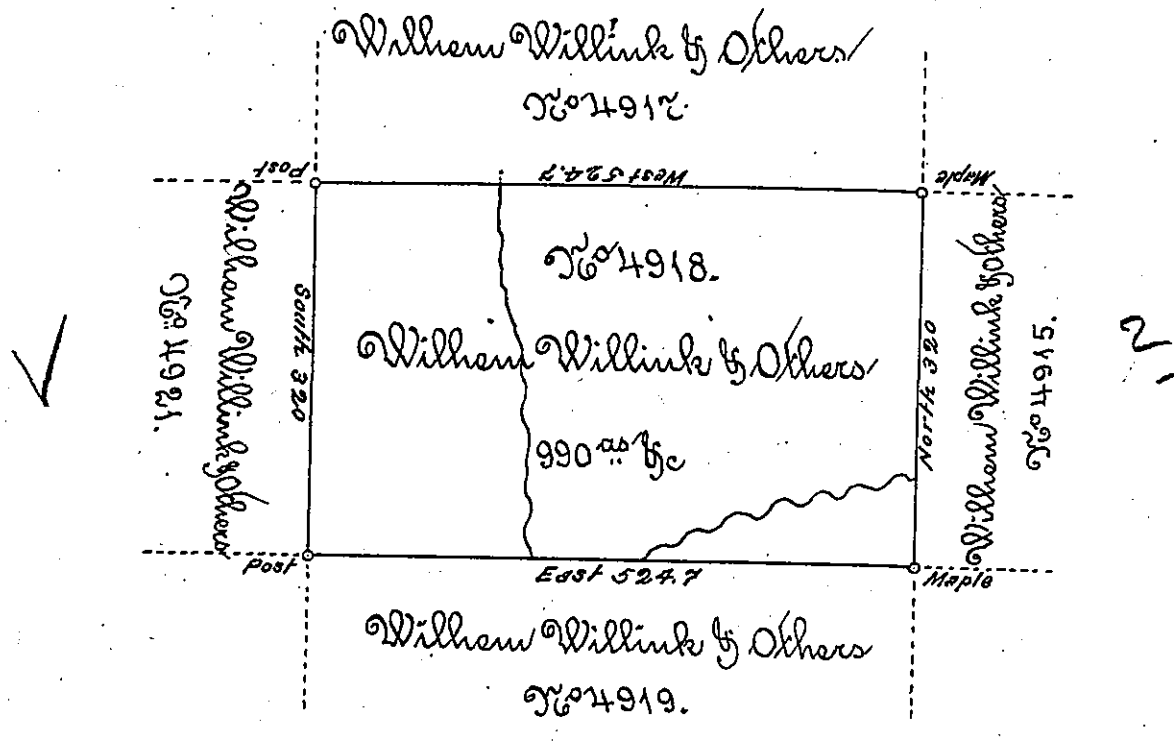 Wilhem Willink & Others
No 4917.
Post
West 524.7
Maple
No 4918.
Wilhem Willink & Others
990 as &c
South 320
Wilhem Willink & Others
No 4921.
North 320
Wilhem Willink & Others
No 4915.
Post
East 524.7
Maple
Wilhem Willink & Others
No 4919.